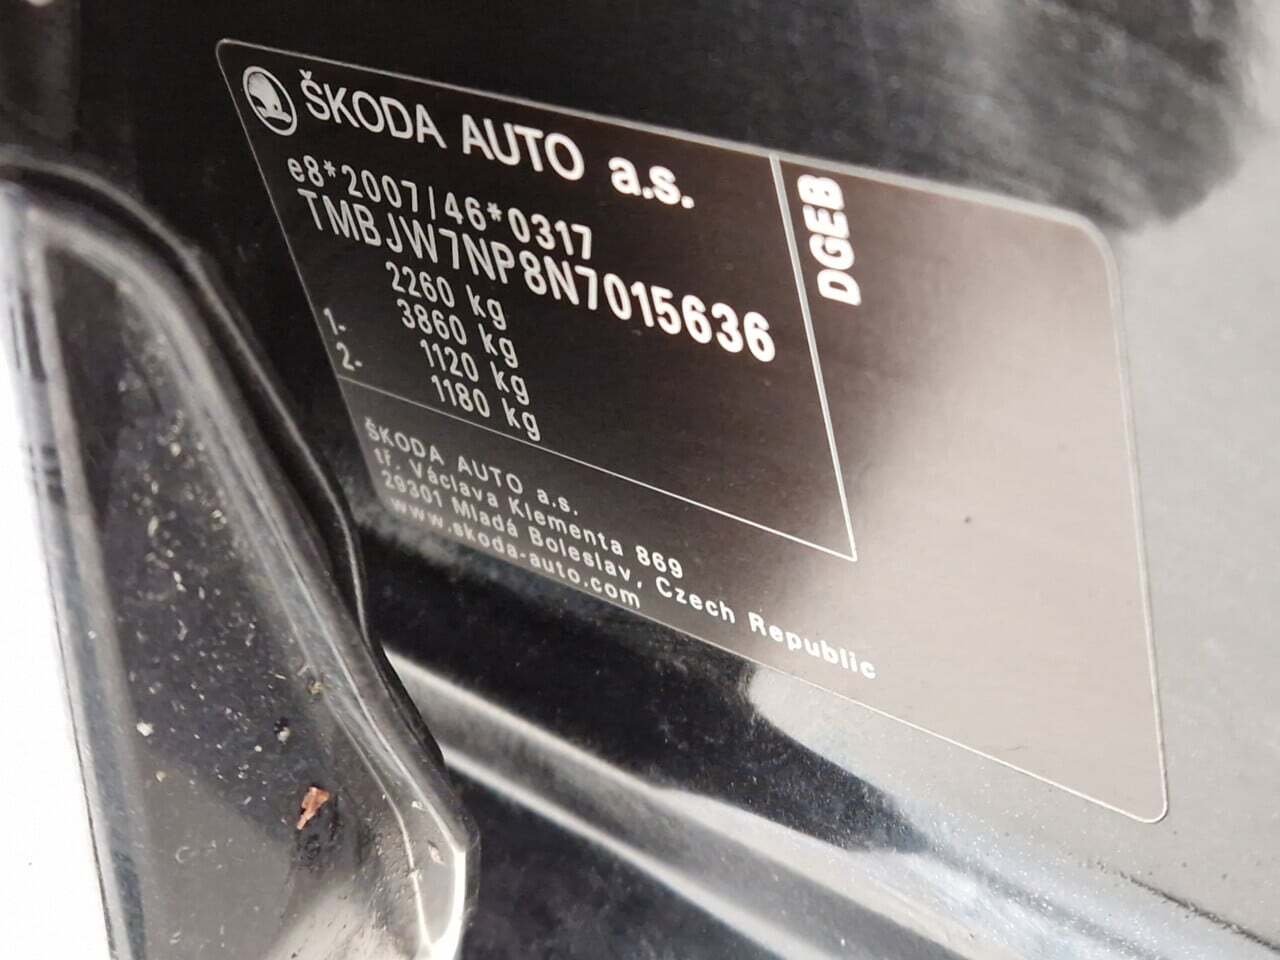 ŠKODA AUTO a.s.
e8*2007/46*0317
TMBJW7NP8N7015636
2260 kg
3860 kg
1- 1120 kg
2- 1180 kg
DGEB
ŠKODA AUTO a.s.
tř. Václava Klementa 869
29301 Mladá Boleslav, Czech Republic
www.skoda-auto.com